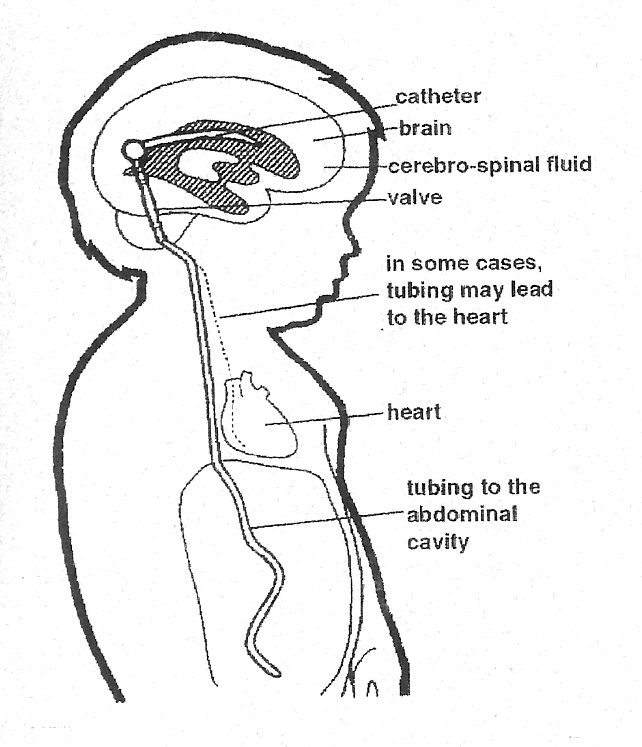 catheter
brain
cerebro-spinal fluid
valve
in some cases,
tubing may lead
to the heart
heart
tubing to the
abdominal
cavity